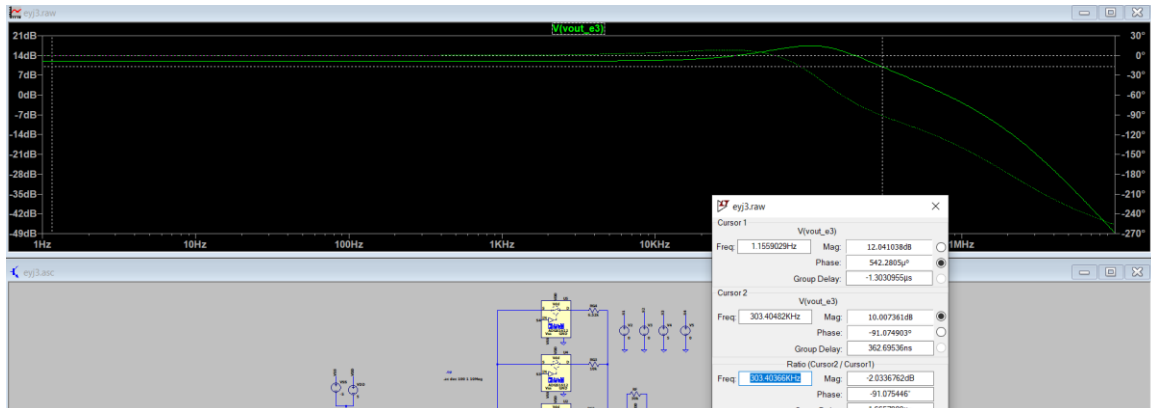 eyj3.raw
V(vout_e3)
21dB
14dB
7dB
0dB
-7dB
-14dB
-21dB
-28dB
-35dB
-42dB
-49dB
30°
0°
-30°
-60°
-90°
-120°
-150°
-180°
-210°
-240°
-270°
1Hz 10Hz 100Hz 1KHz 10KHz 1MHz
eyj3.raw
Cursor 1
V(vout_e3)
Freq: 1.1559029Hz Mag: 12.041038dB
Phase: 542.2805µ°
Group Delay: -1.3030955µs
Cursor 2
V(vout_e3)
Freq: 303.40482KHz Mag: 10.007361dB
Phase: -91.074903°
Group Delay: 362.69536ns
Ratio (Cursor2 / Cursor1)
Freq: 303.40366KHz Mag: -2.0336762dB
Phase: -91.075446°
eyj3.asc